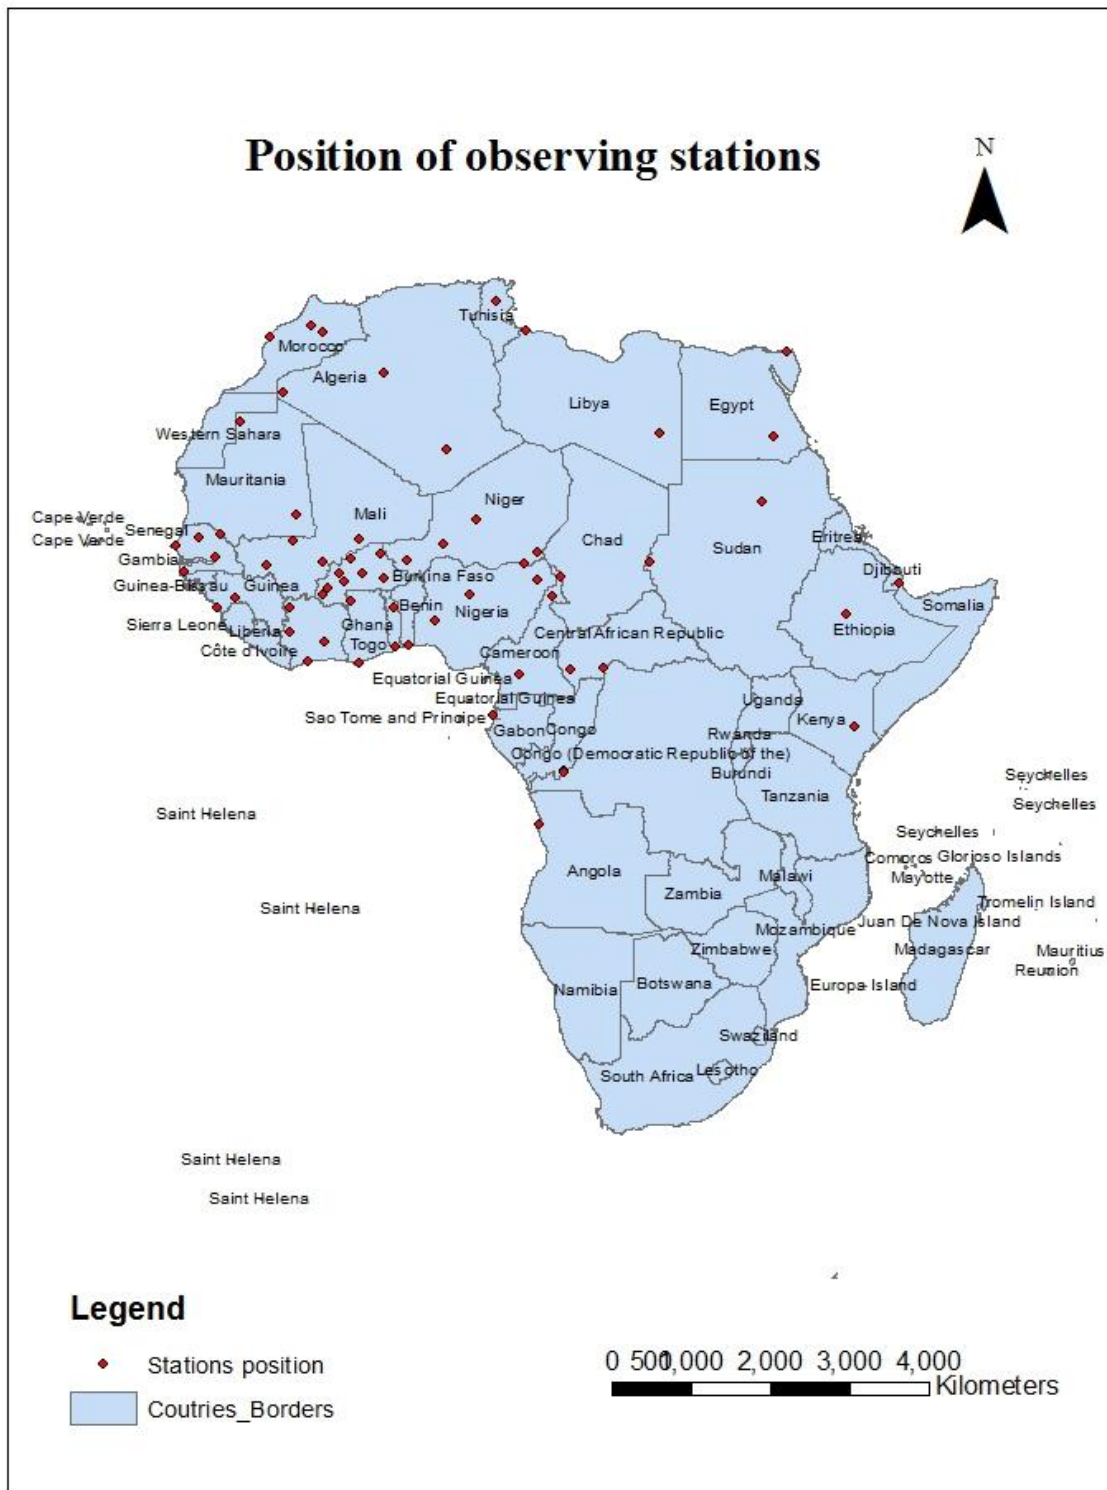 Position of observing stations
N
Tunisia
Morocco
Algeria
Libya
Egypt
Western Sahara
Mauritania
Niger
Mali
Cape Verde
Senegal
Cape Verde
Chad
Sudan
Eritrea
Gambia
Djibouti
Guinea-Bissau
Guinea
Burkina Faso
Benin
Nigeria
Somalia
Sierra Leone
Liberia
Ghana
Central African Republic
Ethiopia
Côte d'Ivoire
Togo
Cameroon
Equatorial Guinea
Equatorial Guinea
Uganda
Sao Tome and Principe
Gabon
Congo
Kenya
Rwanda
Congo (Democratic Republic of the)
Burundi
Seychelles
Tanzania
Seychelles
Saint Helena
Seychelles
Comoros
Glorioso Islands
Angola
Malawi
Mayotte
Zambia
Tromelin Island
Saint Helena
Mozambique
Juan De Nova Island
Zimbabwe
Madagascar
Mauritius
Reunion
Namibia
Botswana
Europa Island
Swaziland
South Africa
Lesotho
Saint Helena
Saint Helena
Legend
Stations position
Coutries_Borders
0 500 1,000 2,000 3,000 4,000
Kilometers